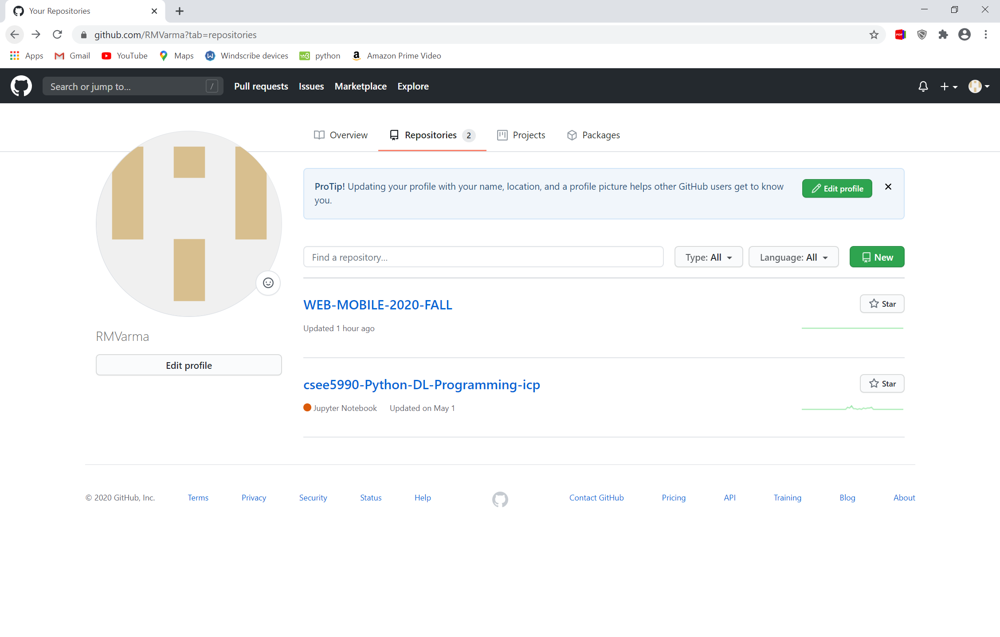 Your Repositories
github.com/RMVarma?tab=repositories
PDF
Apps Gmail YouTube Maps Windscribe devices w3 python a Amazon Prime Video
Search or jump to... / Pull requests Issues Marketplace Explore
Overview Repositories 2 Projects Packages
ProTip! Updating your profile with your name, location, and a profile picture helps other GitHub users get to know
you.
Edit profile
Find a repository...
Type: All
Language: All
New
WEB-MOBILE-2020-FALL
Star
Updated 1 hour ago
RMVarma
Edit profile
csee5990-Python-DL-Programming-icp
Star
Jupyter Notebook Updated on May 1
© 2020 GitHub, Inc. Terms Privacy Security Status Help Contact GitHub Pricing API Training Blog About